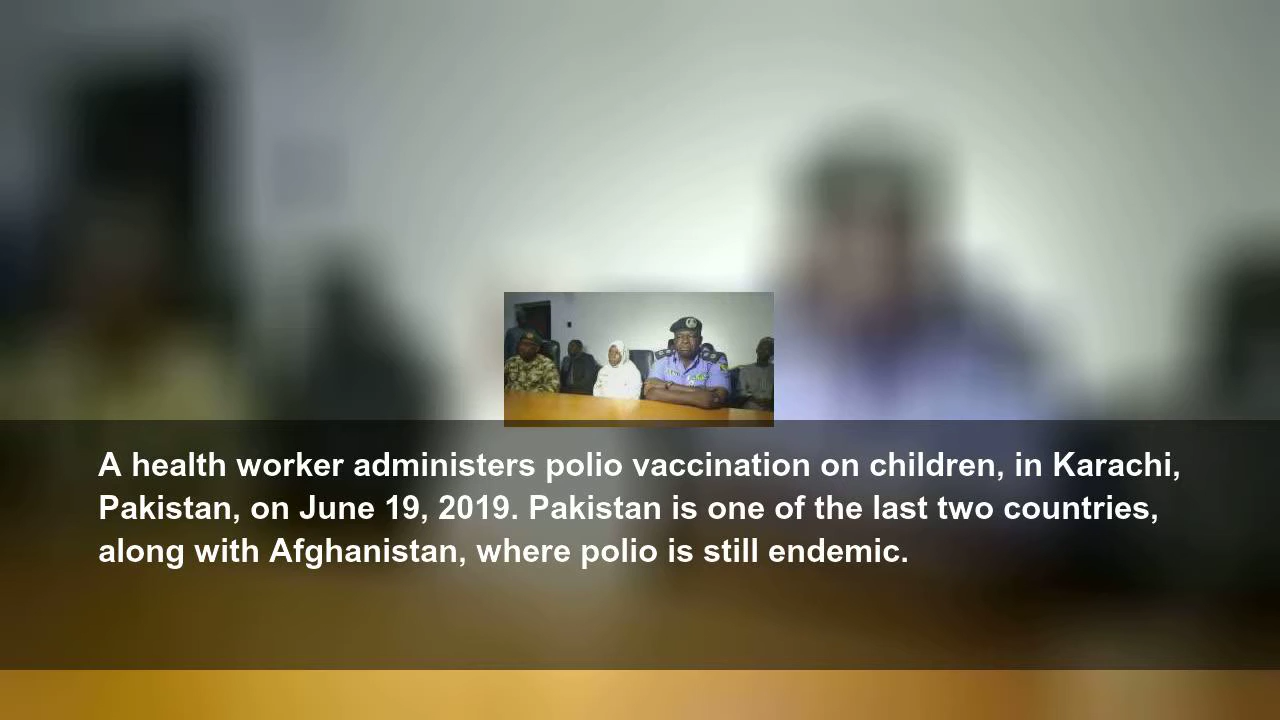 A health worker administers polio vaccination on children, in Karachi,
Pakistan, on June 19, 2019. Pakistan is one of the last two countries,
along with Afghanistan, where polio is still endemic.